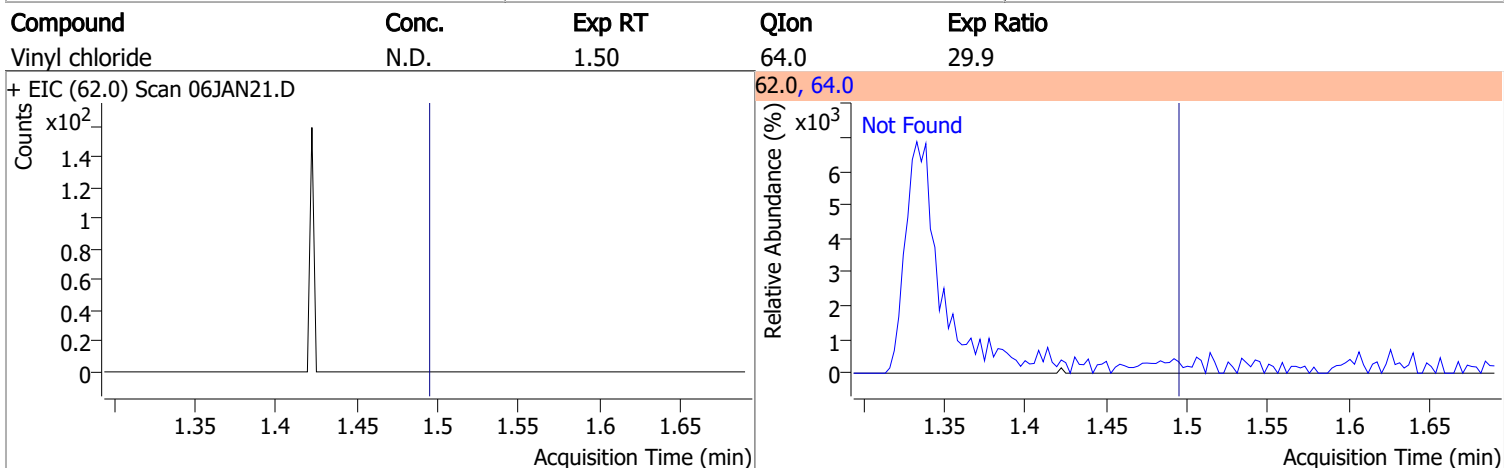 Compound Conc. Exp RT QIon Exp Ratio
Vinyl chloride N.D. 1.50 64.0 29.9
+ EIC (62.0) Scan 06JAN21.D
Counts
x10²
1.4
1.2
1
0.8
0.6
0.4
0.2
0
1.35 1.4 1.45 1.5 1.55 1.6 1.65
Acquisition Time (min)
62.0, 64.0
Relative Abundance (%)
x10³
Not Found
6
5
4
3
2
1
0
1.35 1.4 1.45 1.5 1.55 1.6 1.65
Acquisition Time (min)